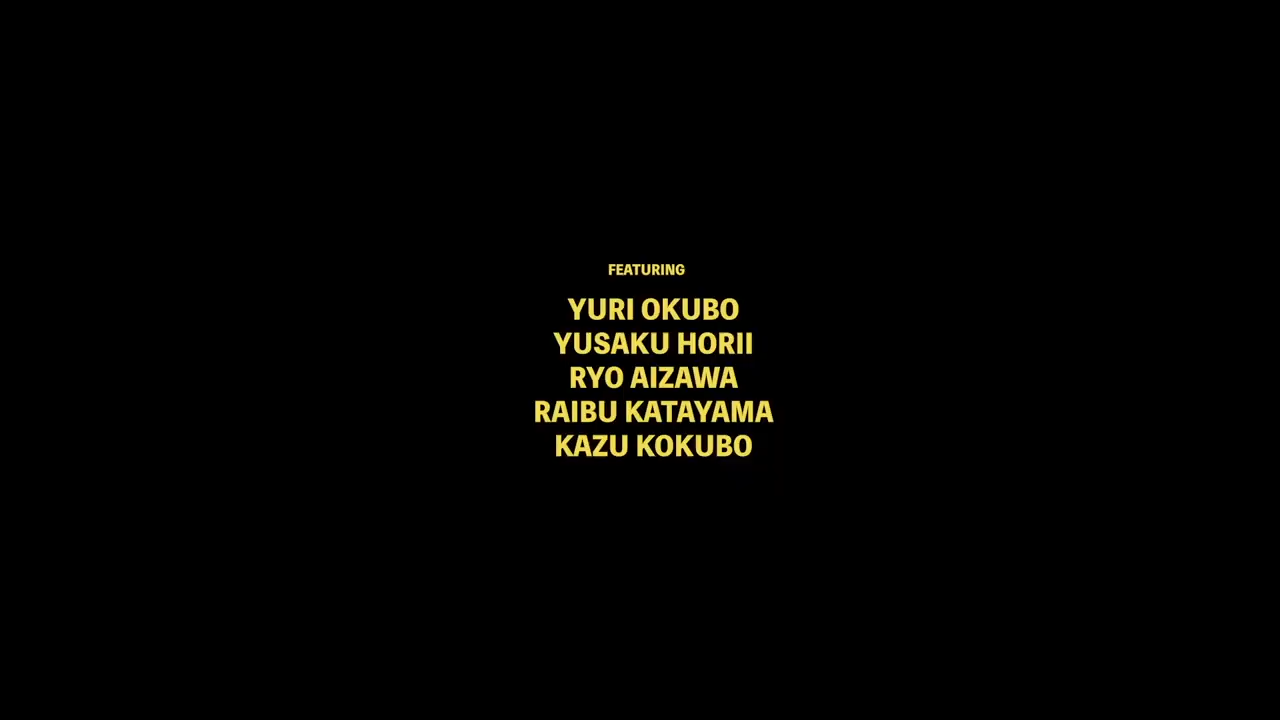 FEATURING
YURI OKUBO
YUSAKU HORII
RYO AIZAWA
RAIBU KATAYAMA
KAZU KOKUBO